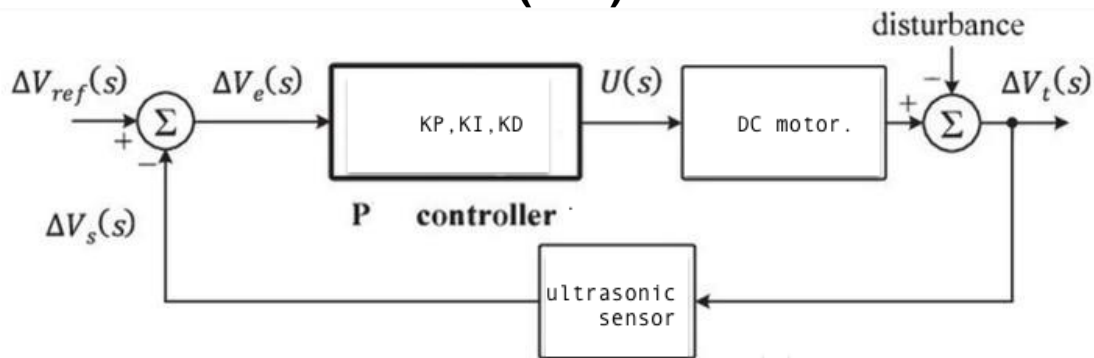 disturbance
ΔV_ref(s)
ΔV_e(s)
U(s)
ΔV_t(s)
Σ
KP,KI,KD
DC motor.
Σ
+
−
+
−
P controller
ΔV_s(s)
ultrasonic
sensor